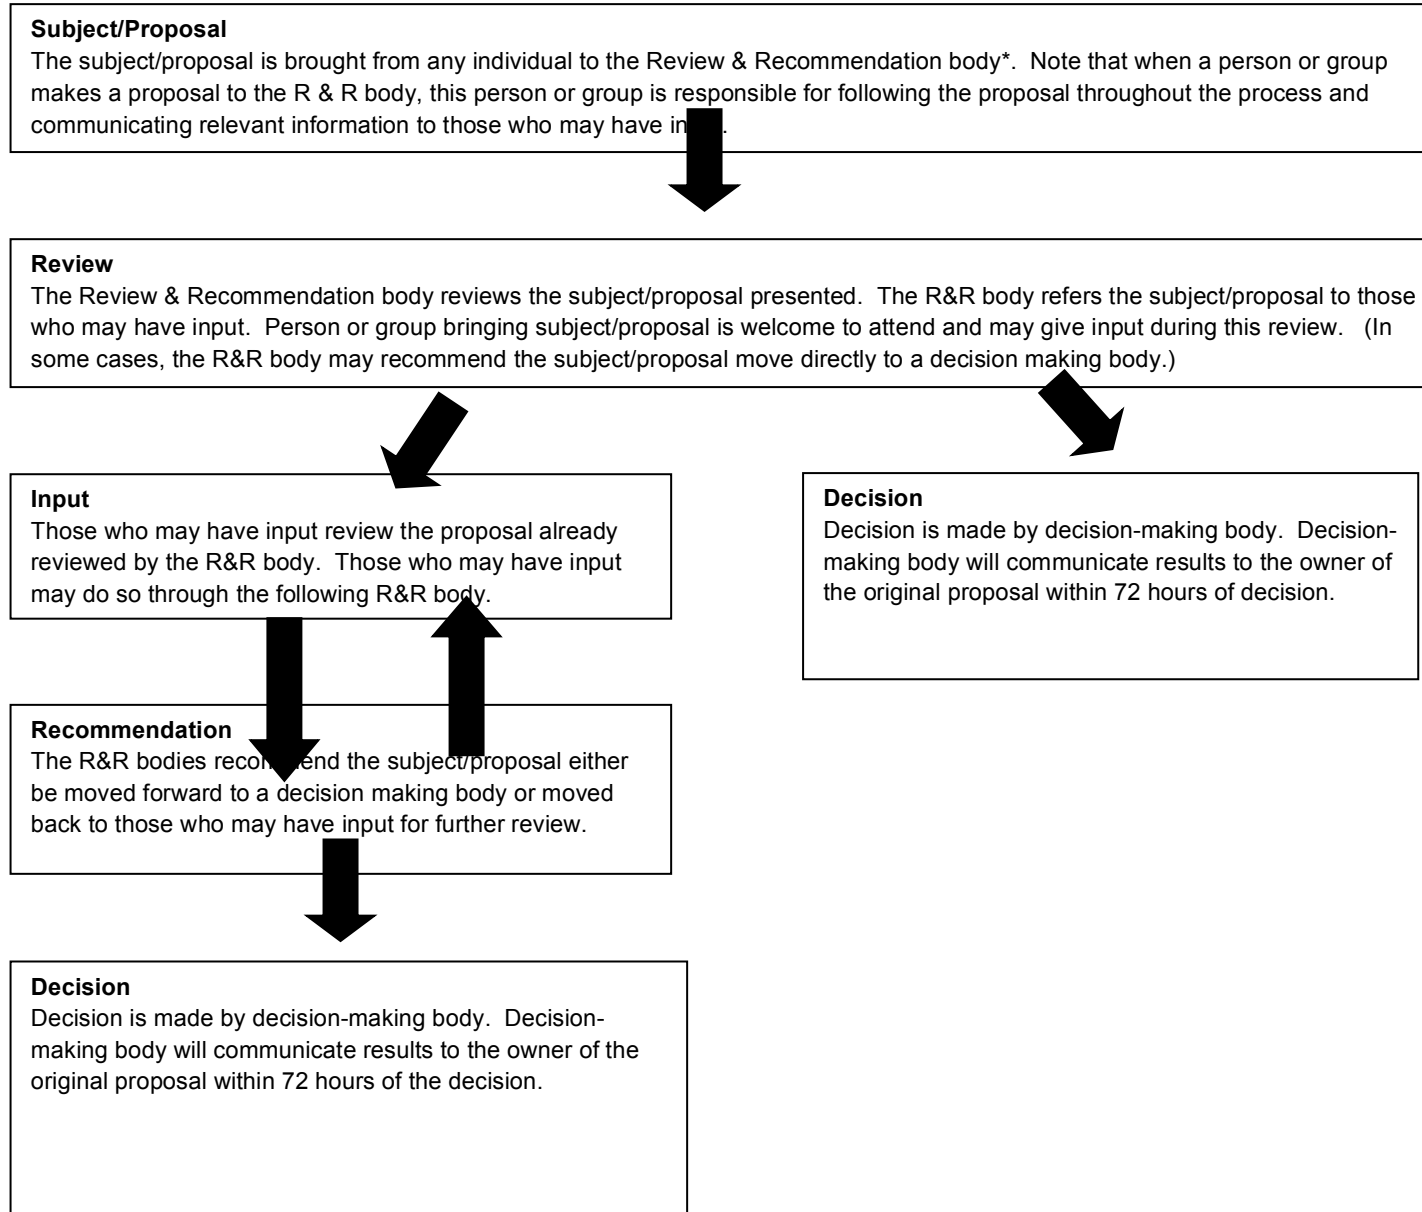 Subject/Proposal
The subject/proposal is brought from any individual to the Review & Recommendation body*.  Note that when a person or group
makes a proposal to the R & R body, this person or group is responsible for following the proposal throughout the process and
communicating relevant information to those who may have
Review
The Review & Recommendation body reviews the subject/proposal presented.  The R&R body refers the subject/proposal to those
who may have input.  Person or group bringing subject/proposal is welcome to attend and may give input during this review.   (In
some cases, the R&R body may recommend the subject/proposal move directly to a decision making body.)
Input
Those who may have input review the proposal already
reviewed by the R&R body.  Those who may have input
may do so through the following R&R body.
Decision
Decision is made by decision-making body.  Decision-
making body will communicate results to the owner of
the original proposal within 72 hours of decision.
Recommendation
The R&R bodies recommend the subject/proposal either
be moved forward to a decision making body or moved
back to those who may have input for further review.
Decision
Decision is made by decision-making body.  Decision-
making body will communicate results to the owner of the
original proposal within 72 hours of the decision.